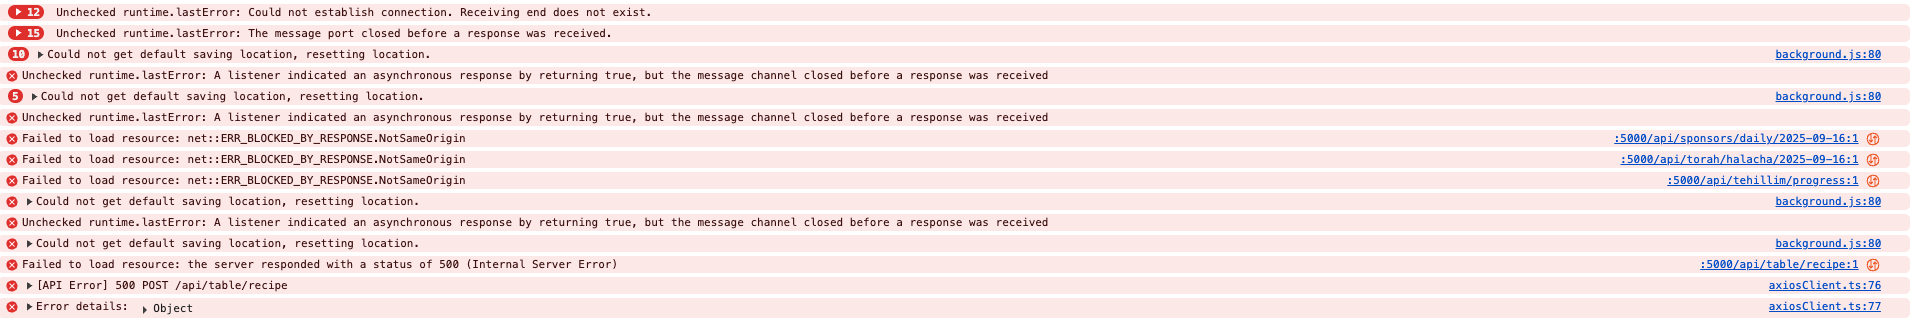 12 Unchecked runtime.lastError: Could not establish connection. Receiving end does not exist.
15 Unchecked runtime.lastError: The message port closed before a response was received.
10 Could not get default saving location, resetting location. background.js:80
Unchecked runtime.lastError: A listener indicated an asynchronous response by returning true, but the message channel closed before a response was received
5 Could not get default saving location, resetting location. background.js:80
Unchecked runtime.lastError: A listener indicated an asynchronous response by returning true, but the message channel closed before a response was received
Failed to load resource: net::ERR_BLOCKED_BY_RESPONSE.NotSameOrigin :5000/api/sponsors/daily/2025-09-16:1
Failed to load resource: net::ERR_BLOCKED_BY_RESPONSE.NotSameOrigin :5000/api/torah/halacha/2025-09-16:1
Failed to load resource: net::ERR_BLOCKED_BY_RESPONSE.NotSameOrigin :5000/api/tehillim/progress:1
Could not get default saving location, resetting location. background.js:80
Unchecked runtime.lastError: A listener indicated an asynchronous response by returning true, but the message channel closed before a response was received
Could not get default saving location, resetting location. background.js:80
Failed to load resource: the server responded with a status of 500 (Internal Server Error) :5000/api/table/recipe:1
[API Error] 500 POST /api/table/recipe axiosClient.ts:76
Error details: Object axiosClient.ts:77